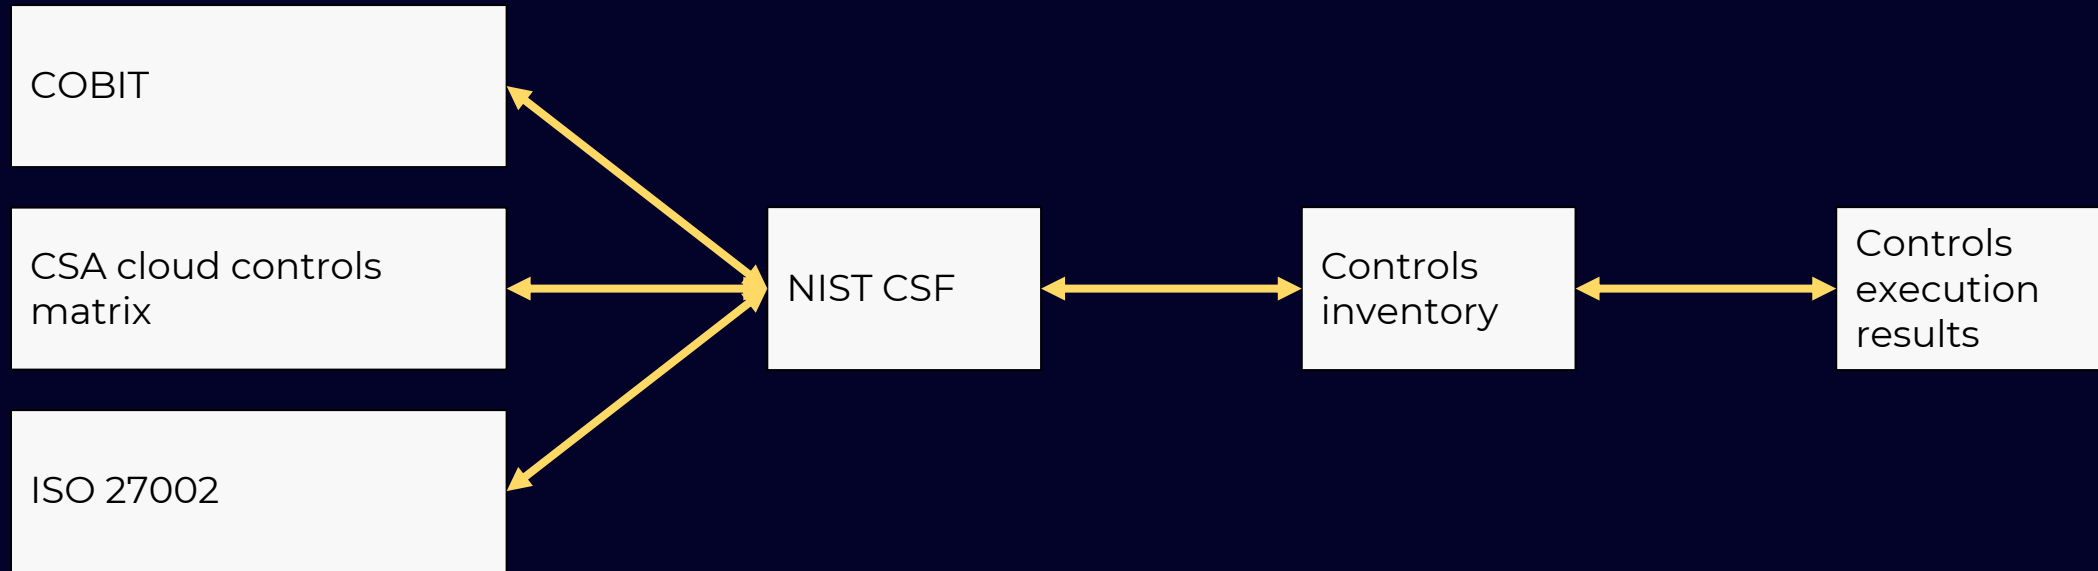 COBIT
CSA cloud controls
matrix
ISO 27002
NIST CSF
Controls
inventory
Controls
execution
results